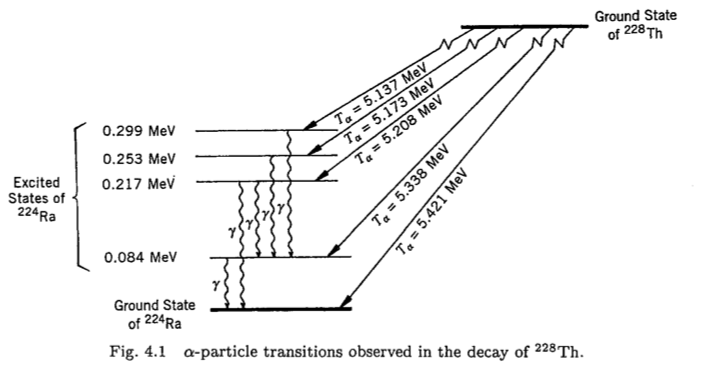 Ground State
of ²²⁸Th
Tα = 5.137 MeV
Tα = 5.173 MeV
Tα = 5.208 MeV
Tα = 5.338 MeV
Tα = 5.421 MeV
0.299 MeV
0.253 MeV
0.217 MeV
Excited
States of
²²⁴Ra
γ γ γ γ
0.084 MeV
γ
Ground State
of ²²⁴Ra
Fig. 4.1 α-particle transitions observed in the decay of ²²⁸Th.